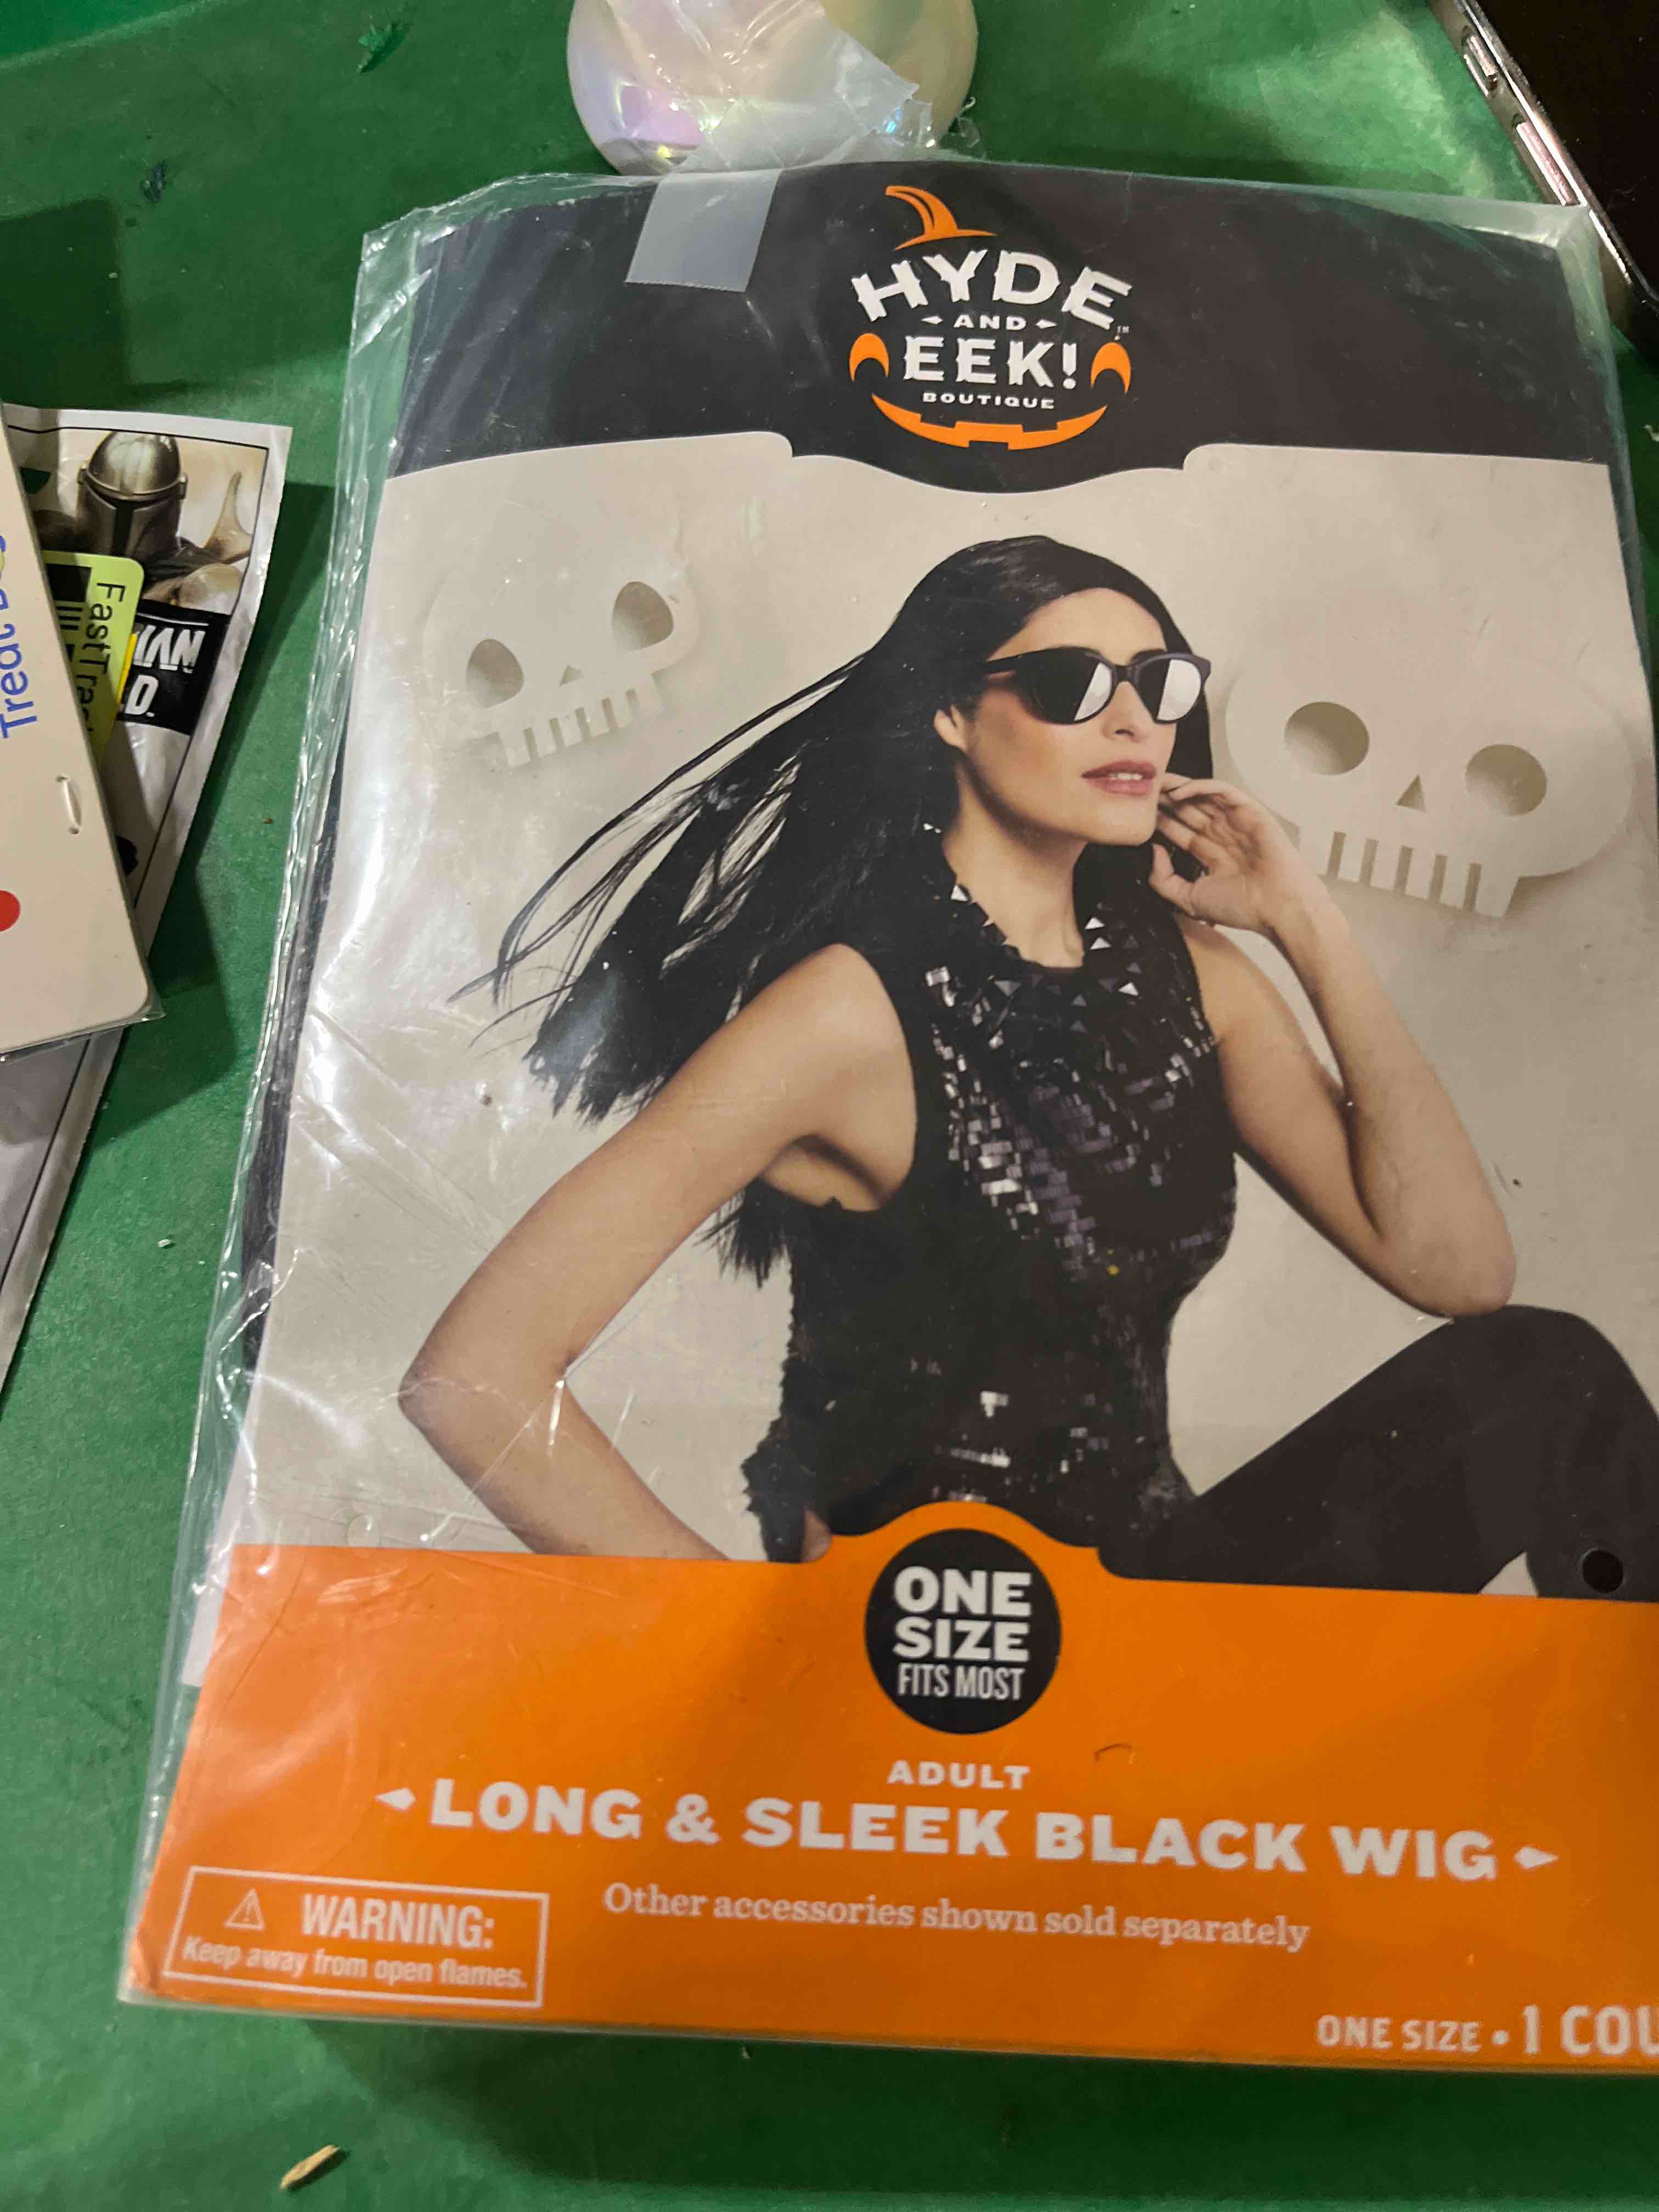 HYDE
AND
EEK!
BOUTIQUE
Treat
FastTra
D.
ONE
SIZE
FITS MOST
ADULT
LONG & SLEEK BLACK WIG
Other accessories shown sold separately
WARNING:
Keep away from open flames.
ONE SIZE • 1 COU